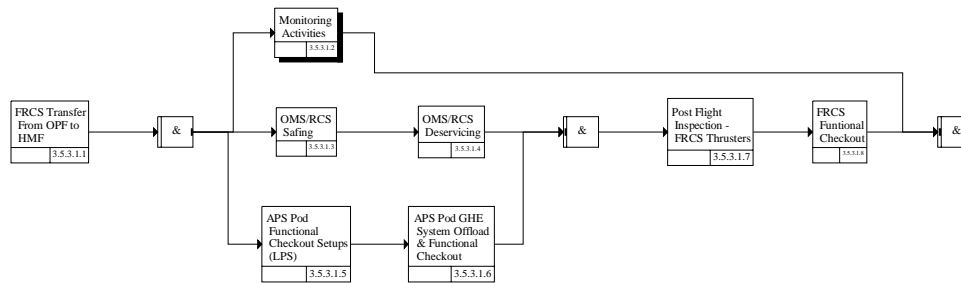 Monitoring
Activities
3.5.3.1.2
FRCS Transfer
From OPF to
HMF
3.5.3.1.1
&
OMS/RCS
Safing
3.5.3.1.3
OMS/RCS
Deservicing
3.5.3.1.4
&
Post Flight
Inspection -
FRCS Thrusters
3.5.3.1.7
FRCS
Funtional
Checkout
3.5.3.1.8
&
APS Pod
Functional
Checkout Setups
(LPS)
3.5.3.1.5
APS Pod GHE
System Offload
& Functional
Checkout
3.5.3.1.6